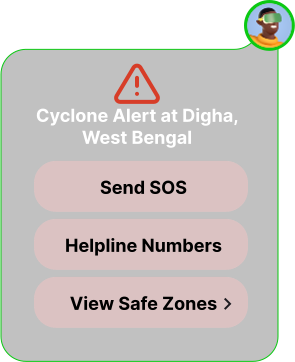 Cyclone Alert at Digha,
West Bengal
Send SOS
Helpline Numbers
View Safe Zones